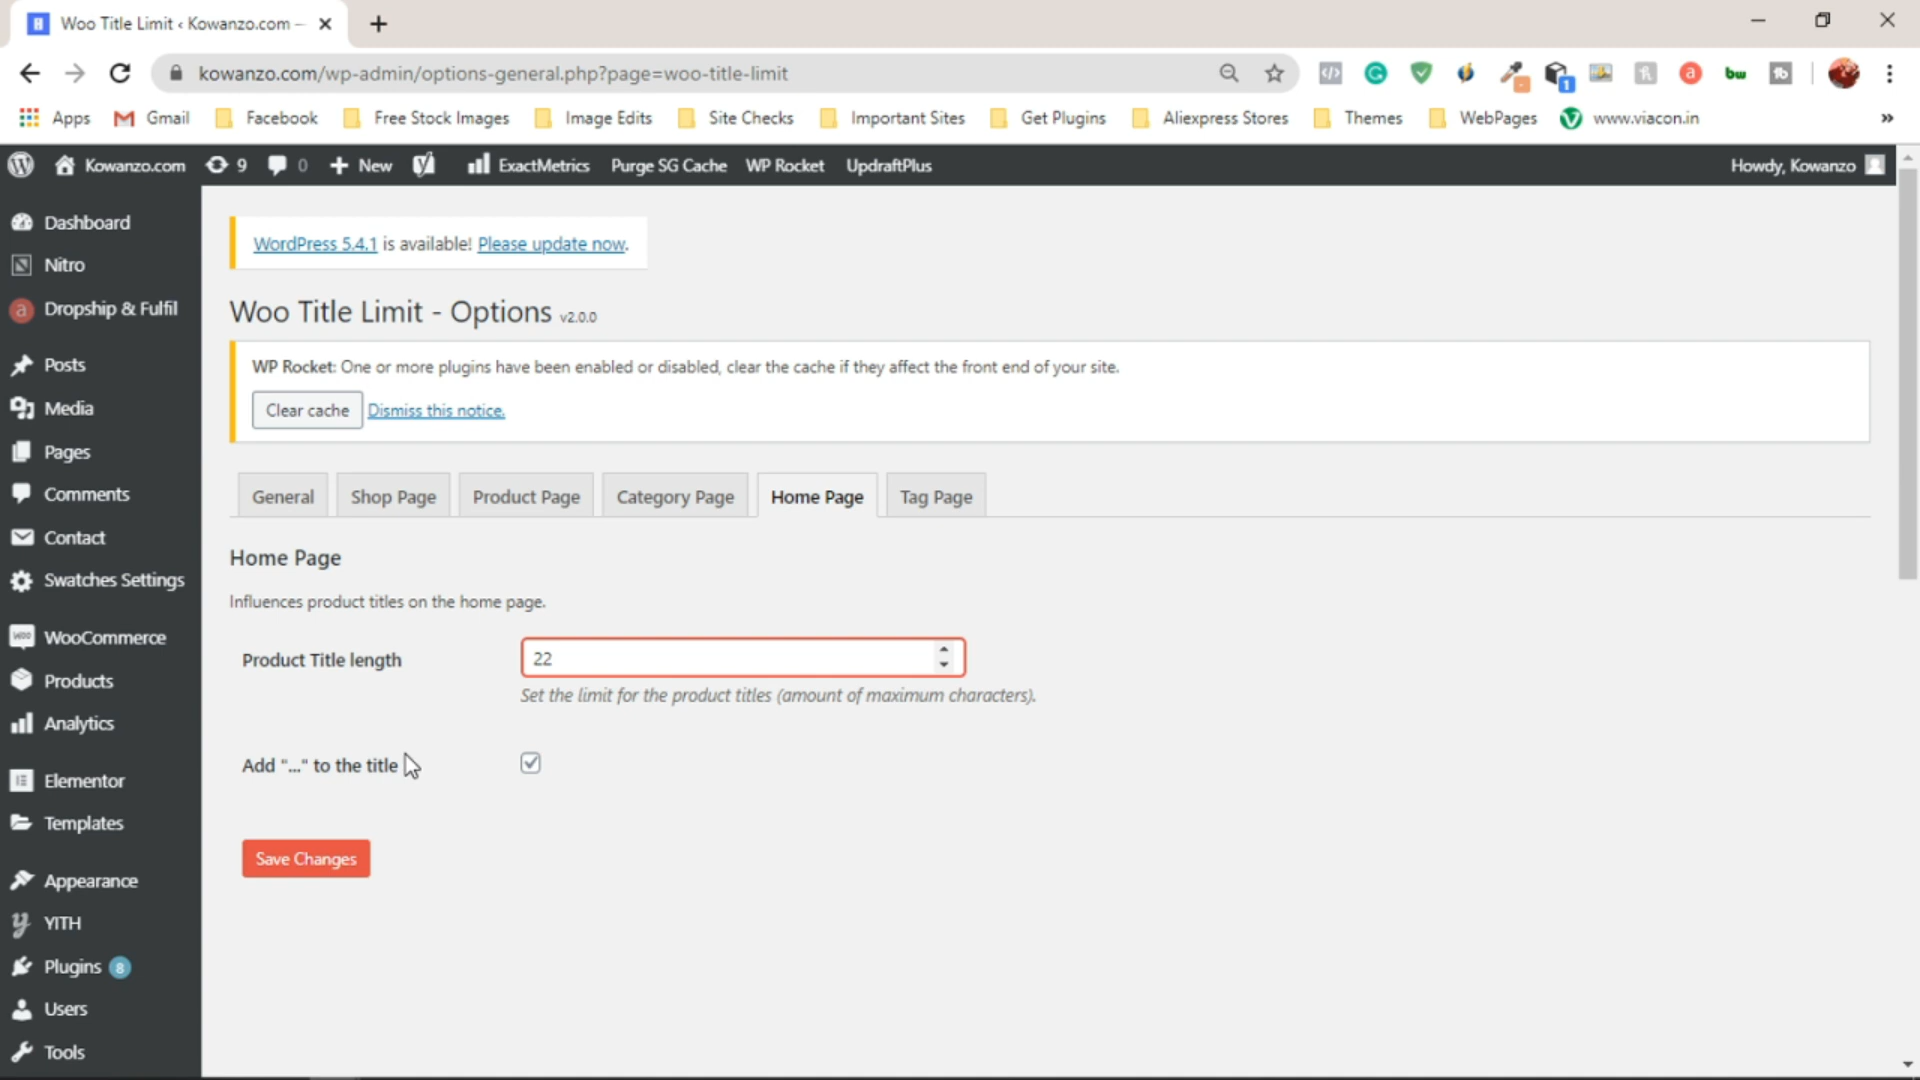 Woo Title Limit ‹ Kowanzo.com –
kowanzo.com/wp-admin/options-general.php?page=woo-title-limit
Apps Gmail Facebook Free Stock Images Image Edits Site Checks Important Sites Get Plugins Aliexpress Stores Themes WebPages www.viacon.in »
Kowanzo.com 9 0 + New ExactMetrics Purge SG Cache WP Rocket UpdraftPlus Howdy, Kowanzo
Dashboard
Nitro
Dropship & Fulfil
Posts
Media
Pages
Comments
Contact
Swatches Settings
WooCommerce
Products
Analytics
Elementor
Templates
Appearance
YITH
Plugins 8
Users
Tools
WordPress 5.4.1 is available! Please update now.
Woo Title Limit - Options v2.0.0
WP Rocket: One or more plugins have been enabled or disabled, clear the cache if they affect the front end of your site.
Clear cache Dismiss this notice.
General Shop Page Product Page Category Page Home Page Tag Page
Home Page
Influences product titles on the home page.
Product Title length 22
Set the limit for the product titles (amount of maximum characters).
Add "..." to the title
Save Changes